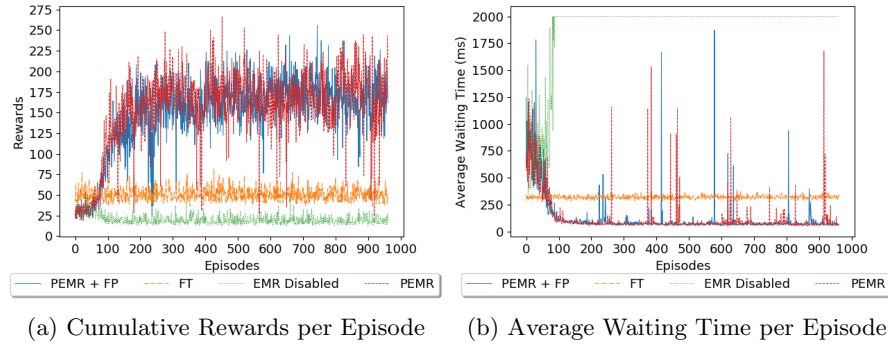 275
250
225
200
175
150
125
100
75
50
25
0
Rewards
0 100 200 300 400 500 600 700 800 900 1000
Episodes
PEMR + FP FT EMR Disabled PEMR
(a) Cumulative Rewards per Episode
2000
1750
1500
1250
1000
750
500
250
0
Average Waiting Time (ms)
0 100 200 300 400 500 600 700 800 900 1000
Episodes
PEMR + FP FT EMR Disabled PEMR
(b) Average Waiting Time per Episode